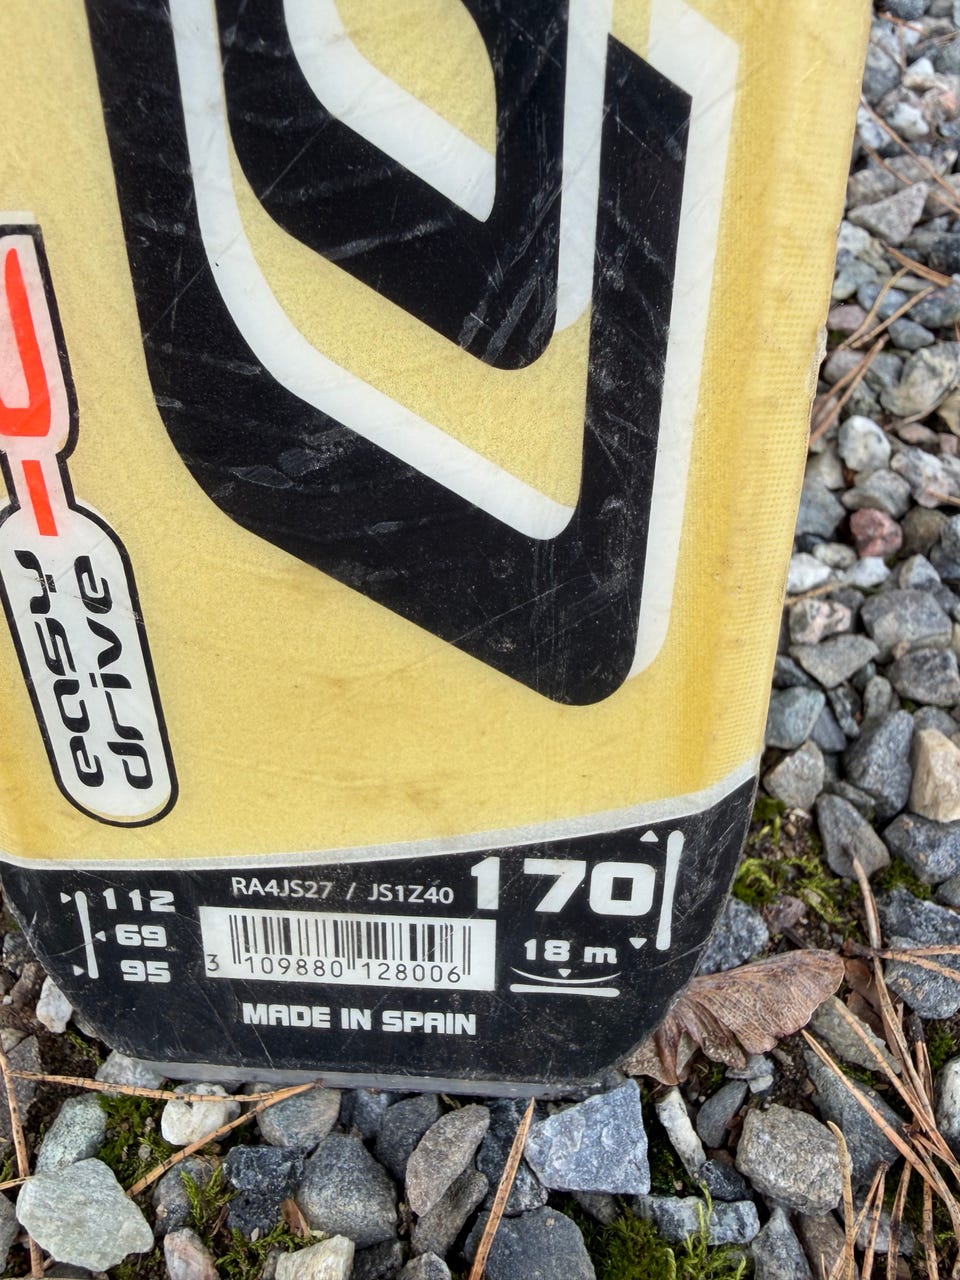 easy
drive
112
69
95
RA4JS27 / JS1Z40
170
3 109880 128006
18 m
MADE IN SPAIN